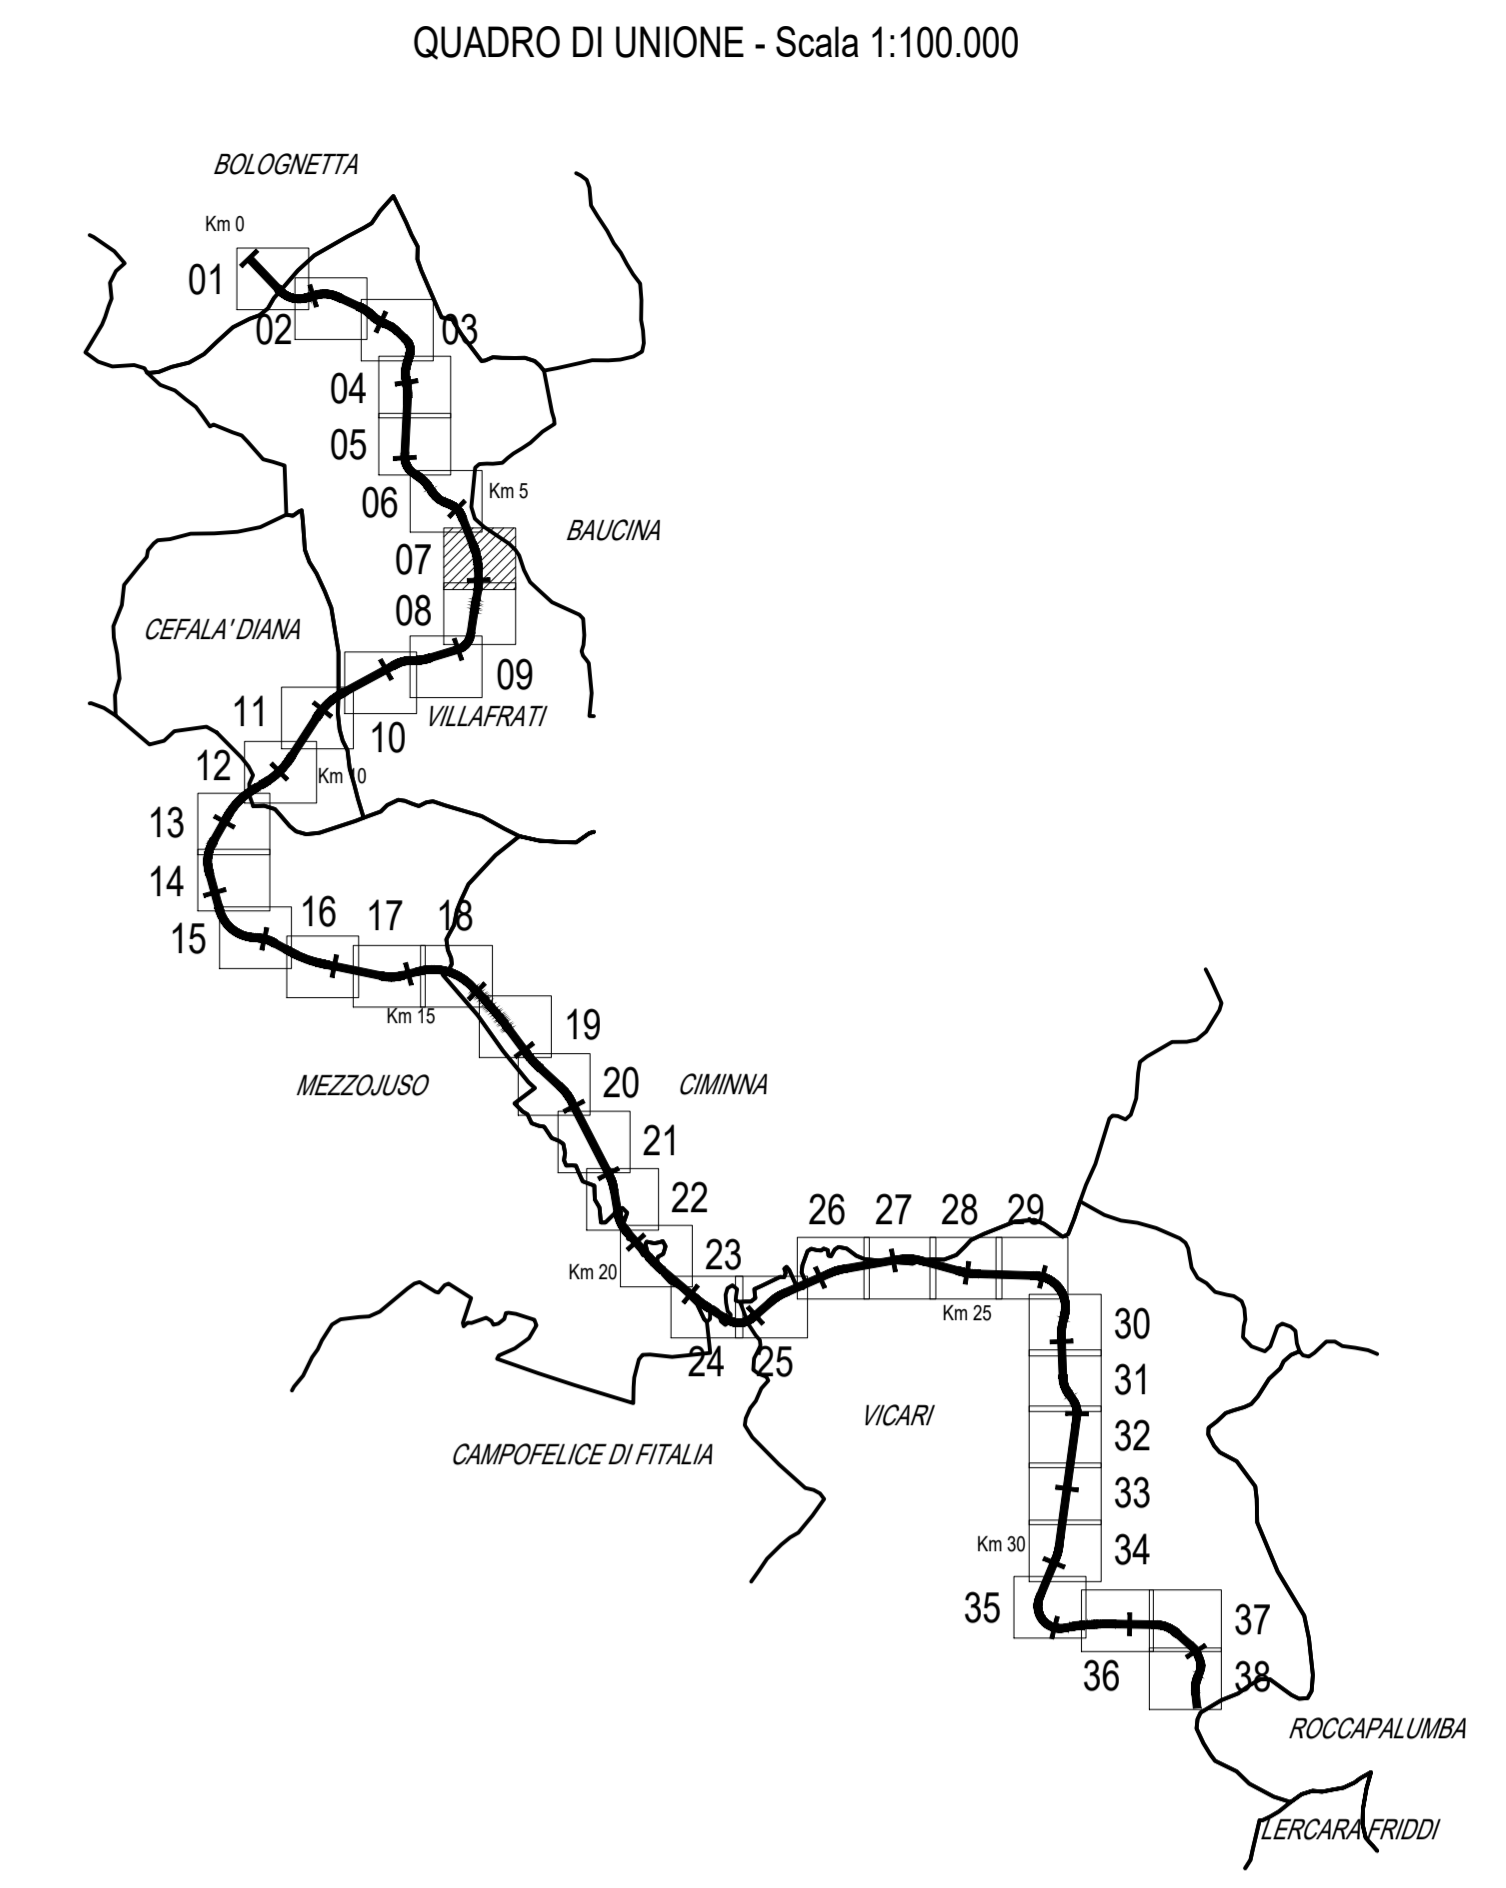 QUADRO DI UNIONE - Scala 1:100.000
BOLOGNETTA
Km 0
01
02
03
04
05
06
Km 5
BAUCINA
07
08
CEFALA' DIANA
09
VILLAFRATI
11
10
12
Km 10
13
14
15
16
17
18
Km 15
19
MEZZOJUSO
20
CIMINNA
21
22
23
Km 20
24
25
26
27
28
29
Km 25
30
31
VICARI
32
CAMPOFELICE DI FITALIA
33
Km 30
34
35
36
37
38
ROCCAPALUMBA
LERCARA FRIDDI